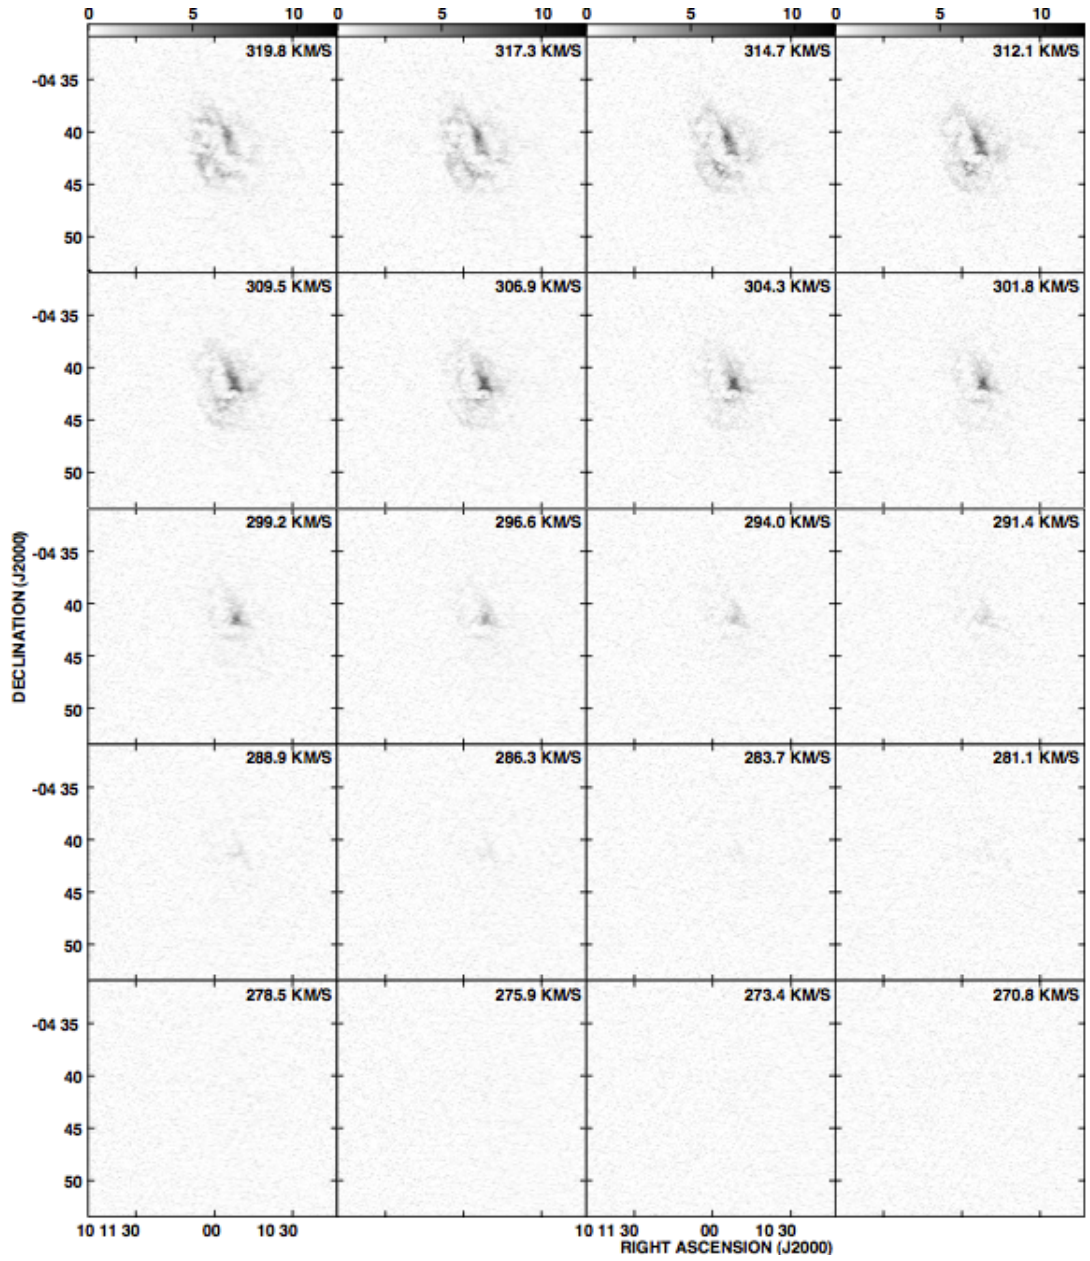 0 5 10 0 5 10 0 5 10 0 5 10
319.8 KM/S 317.3 KM/S 314.7 KM/S 312.1 KM/S
-04 35
40
45
50
309.5 KM/S 306.9 KM/S 304.3 KM/S 301.8 KM/S
-04 35
40
45
50
299.2 KM/S 296.6 KM/S 294.0 KM/S 291.4 KM/S
-04 35
40
45
50
DECLINATION (J2000)
288.9 KM/S 286.3 KM/S 283.7 KM/S 281.1 KM/S
-04 35
40
45
50
278.5 KM/S 275.9 KM/S 273.4 KM/S 270.8 KM/S
-04 35
40
45
50
10 11 30 00 10 30 10 11 30 00 10 30
RIGHT ASCENSION (J2000)